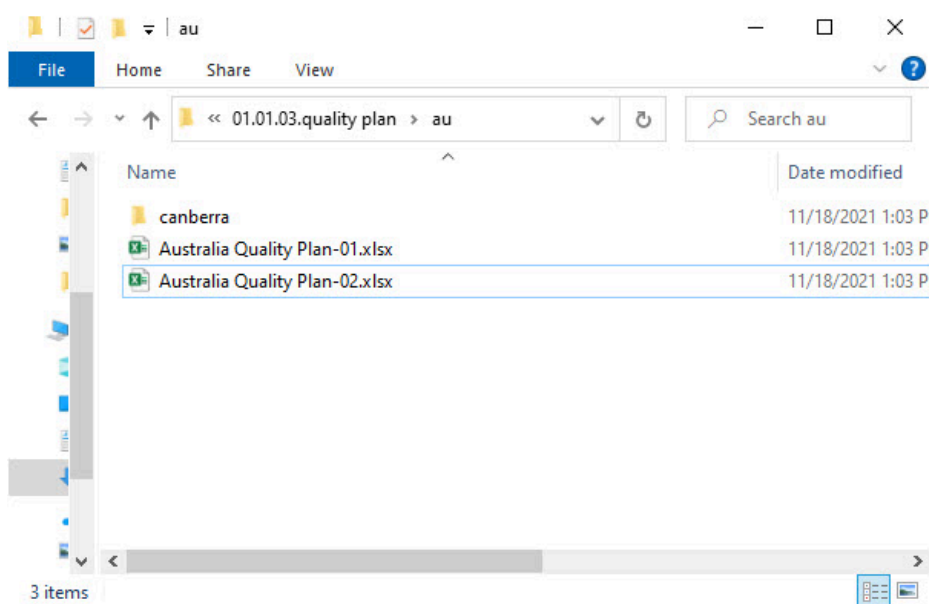 au
File Home Share View ?
« 01.01.03.quality plan > au Search au
Name Date modified
canberra 11/18/2021 1:03 P
Australia Quality Plan-01.xlsx 11/18/2021 1:03 P
Australia Quality Plan-02.xlsx 11/18/2021 1:03 P
3 items